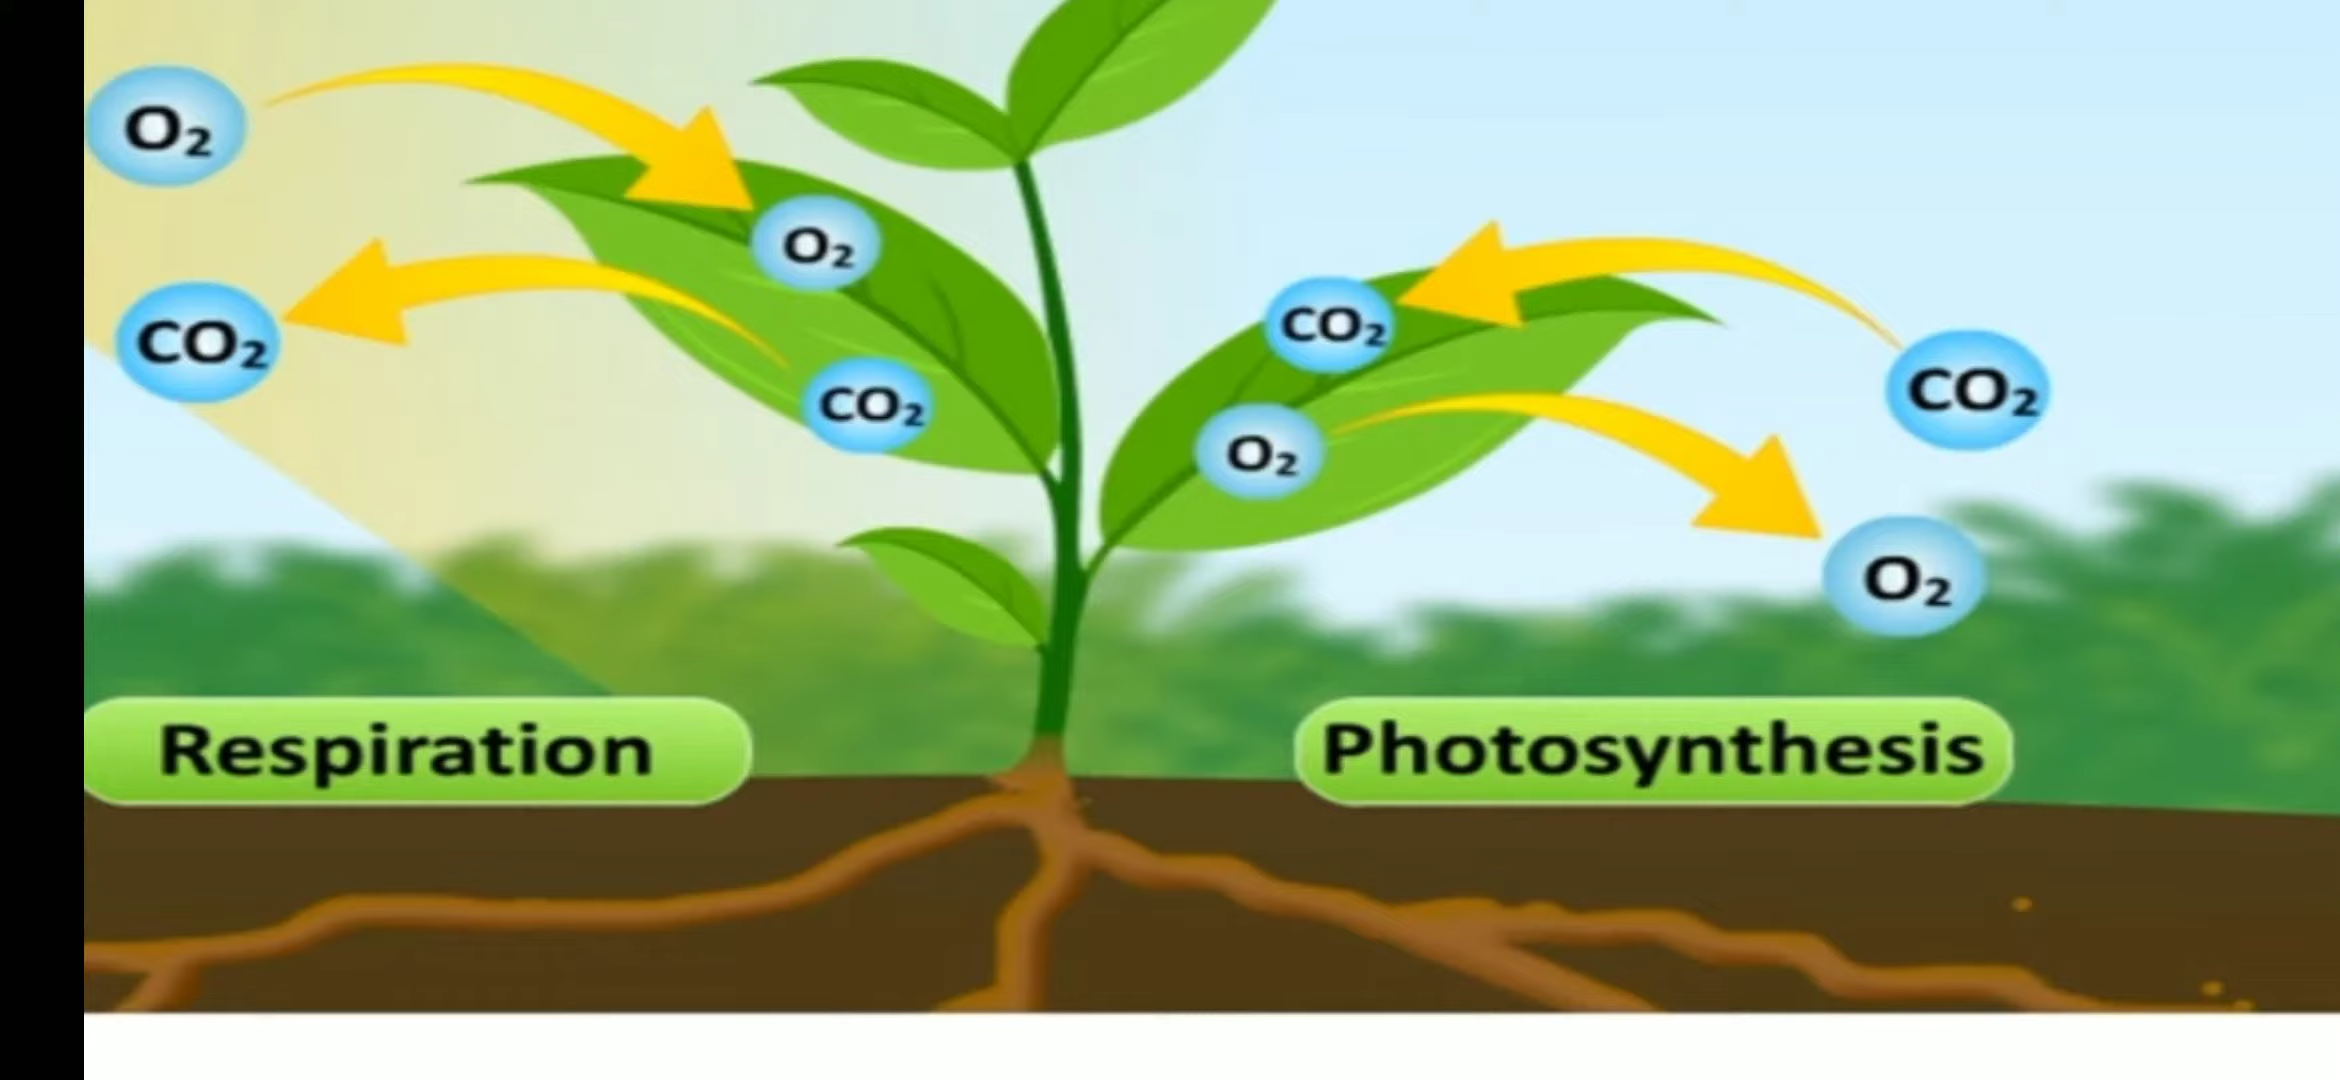 O₂
O₂
CO₂
CO₂
CO₂
CO₂
O₂
O₂
Respiration
Photosynthesis